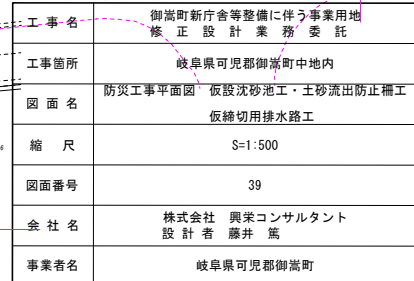 工事名 御嵩町新庁舎等整備に伴う事業用地
修正設計業務委託
工事箇所 岐阜県可児郡御嵩町中地内
図面名 防災工事平面図 仮設沈砂池工・土砂流出防止柵工
仮締切用排水路工
縮尺 S=1:500
図面番号 39
会社名 株式会社 興栄コンサルタント
設計者 藤井 篤
事業者名 岐阜県可児郡御嵩町